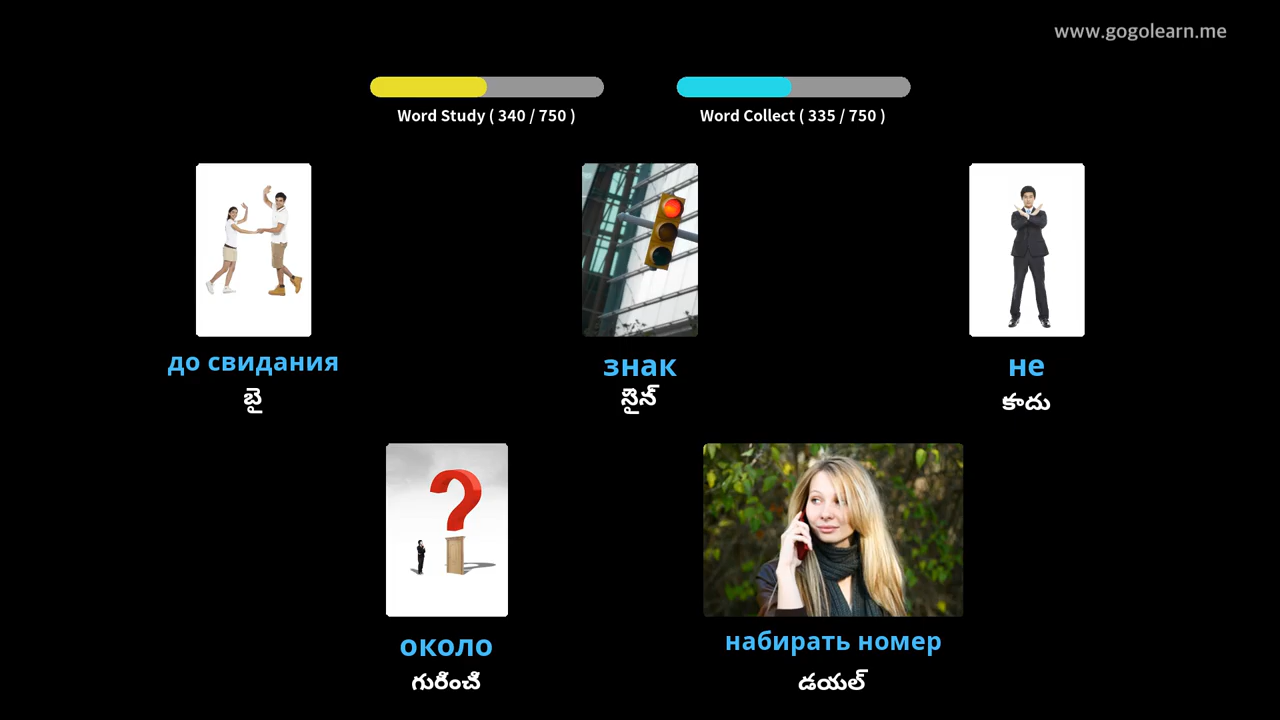 www.gogolearn.me
Word Study ( 340 / 750 )
Word Collect ( 335 / 750 )
до свидания
బై
знак
సైన్
не
కాదు
около
గురించి
набирать номер
డయల్